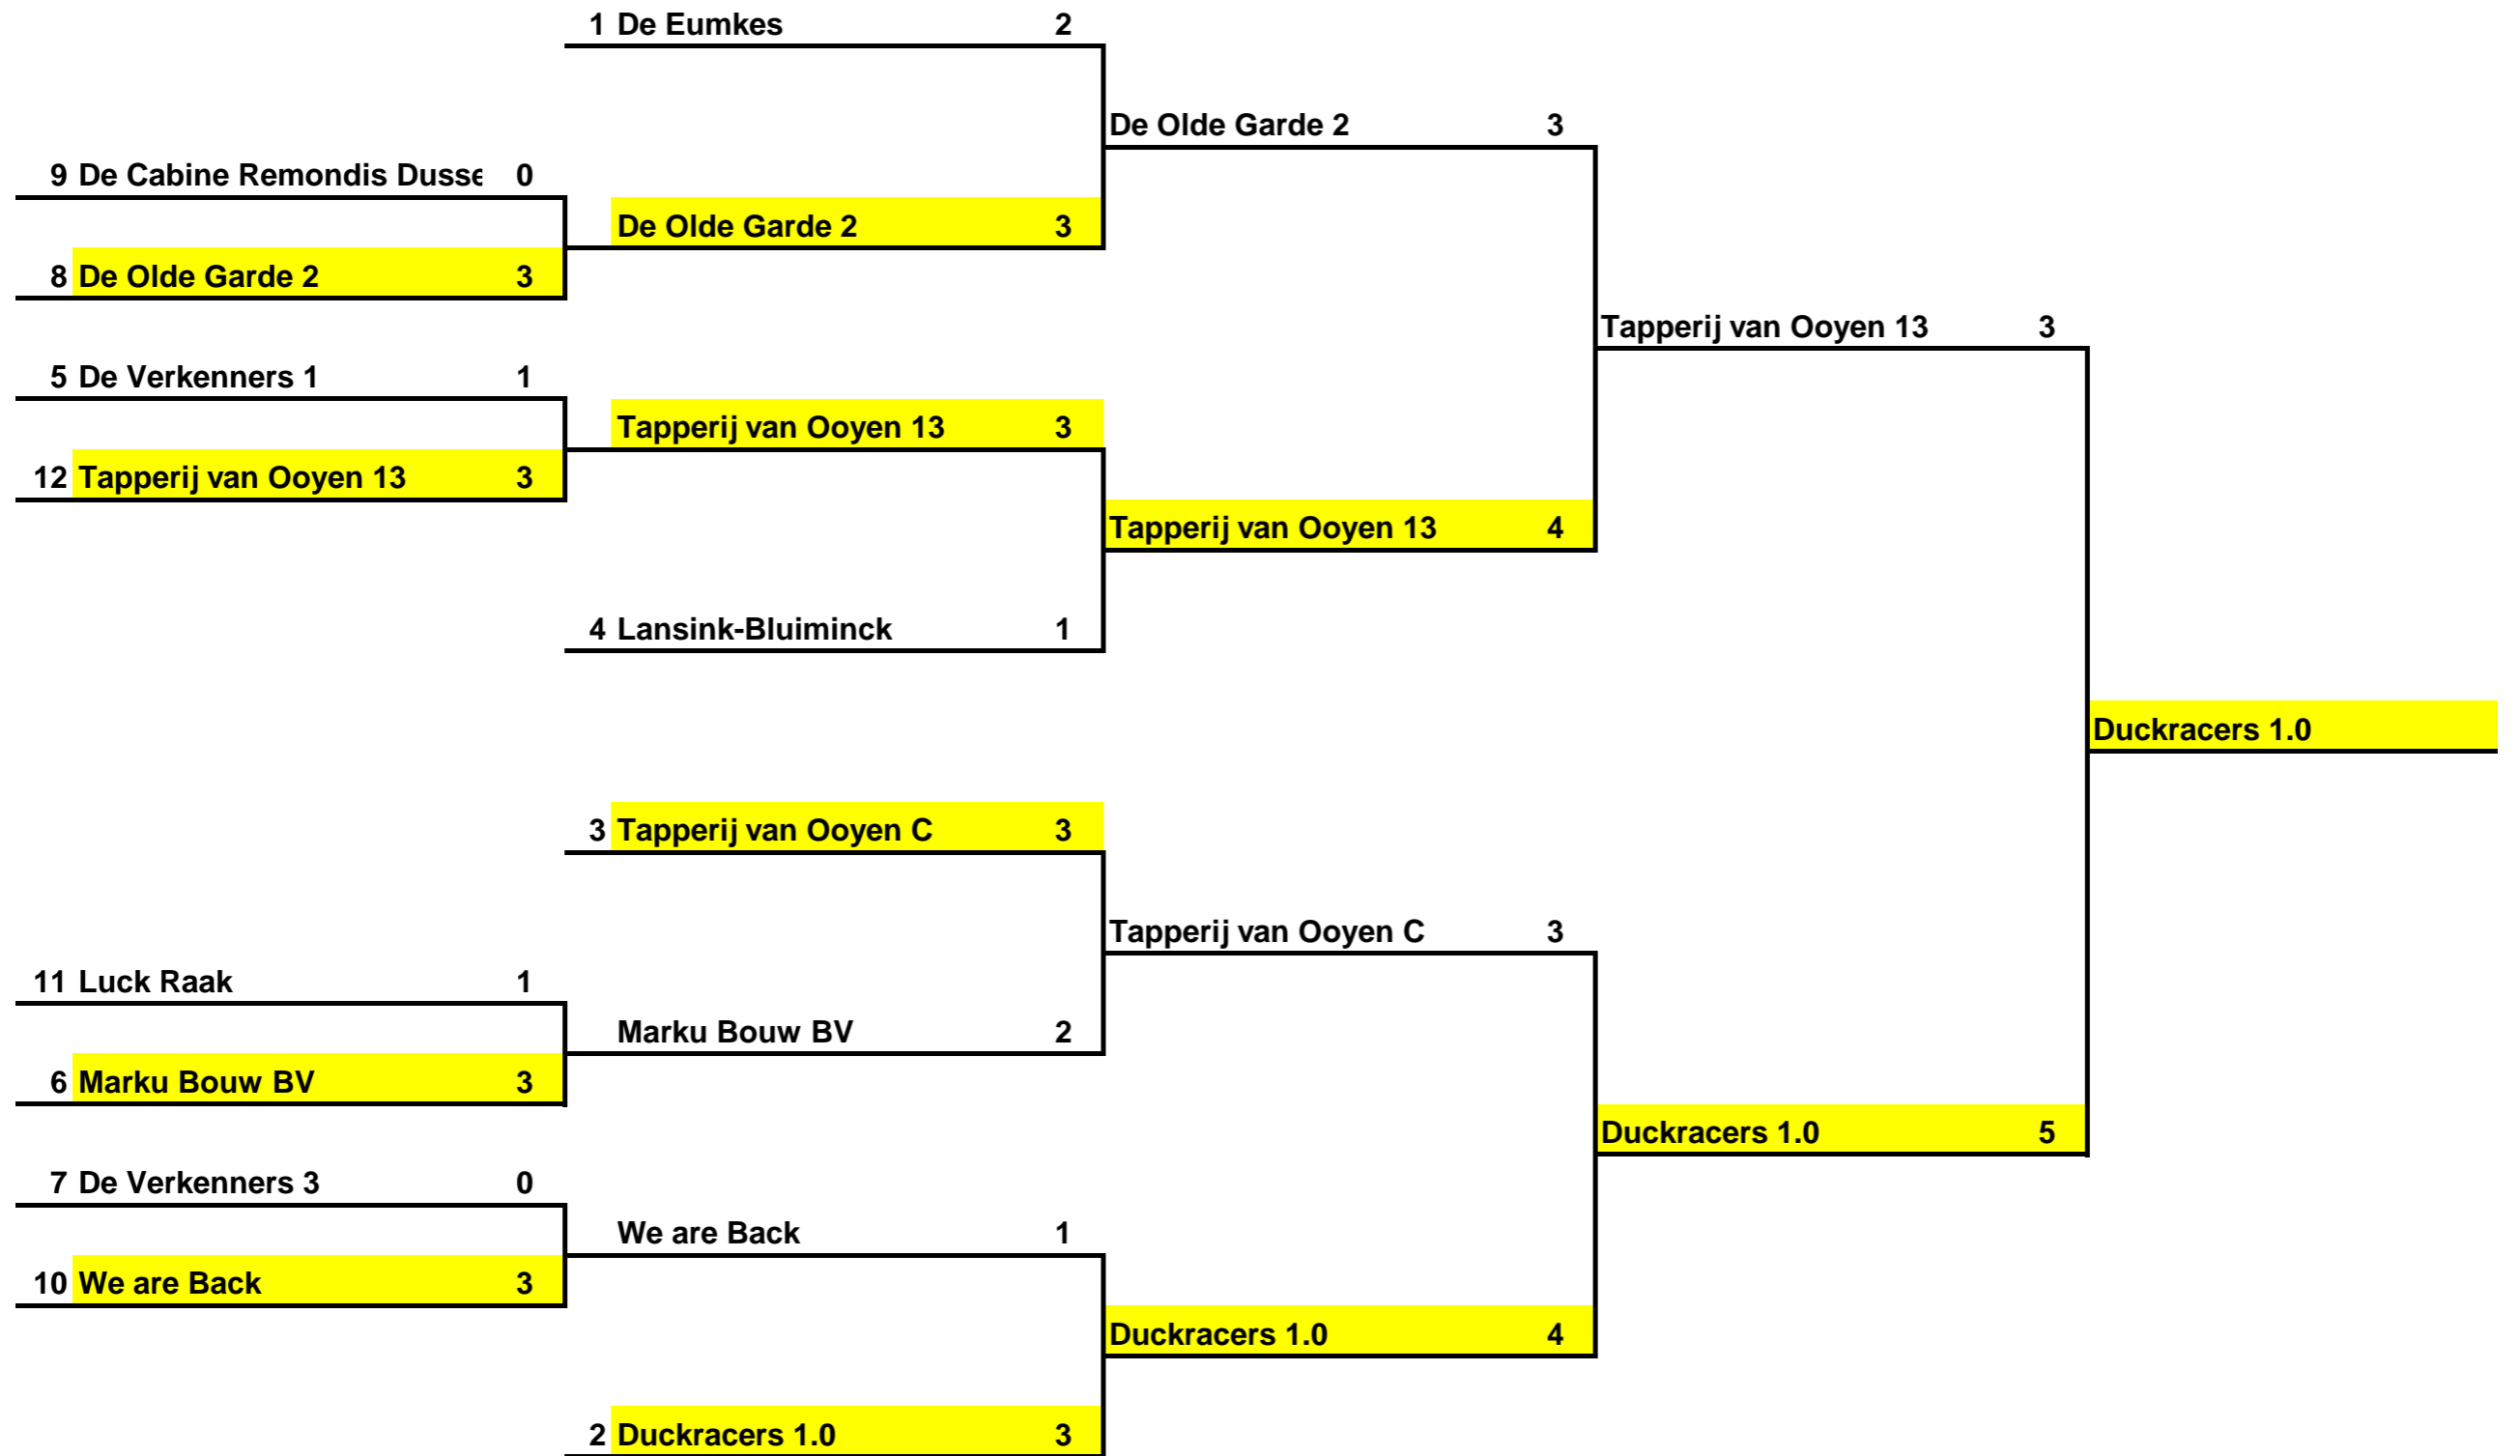 1 De Eumkes 2
De Olde Garde 2 3
9 De Cabine Remondis Dusse 0
De Olde Garde 2 3
8 De Olde Garde 2 3
Tapperij van Ooyen 13 3
5 De Verkenners 1 1
Tapperij van Ooyen 13 3
12 Tapperij van Ooyen 13 3
Tapperij van Ooyen 13 4
4 Lansink-Bluiminck 1
Duckracers 1.0
3 Tapperij van Ooyen C 3
Tapperij van Ooyen C 3
11 Luck Raak 1
Marku Bouw BV 2
6 Marku Bouw BV 3
Duckracers 1.0 5
7 De Verkenners 3 0
We are Back 1
10 We are Back 3
Duckracers 1.0 4
2 Duckracers 1.0 3